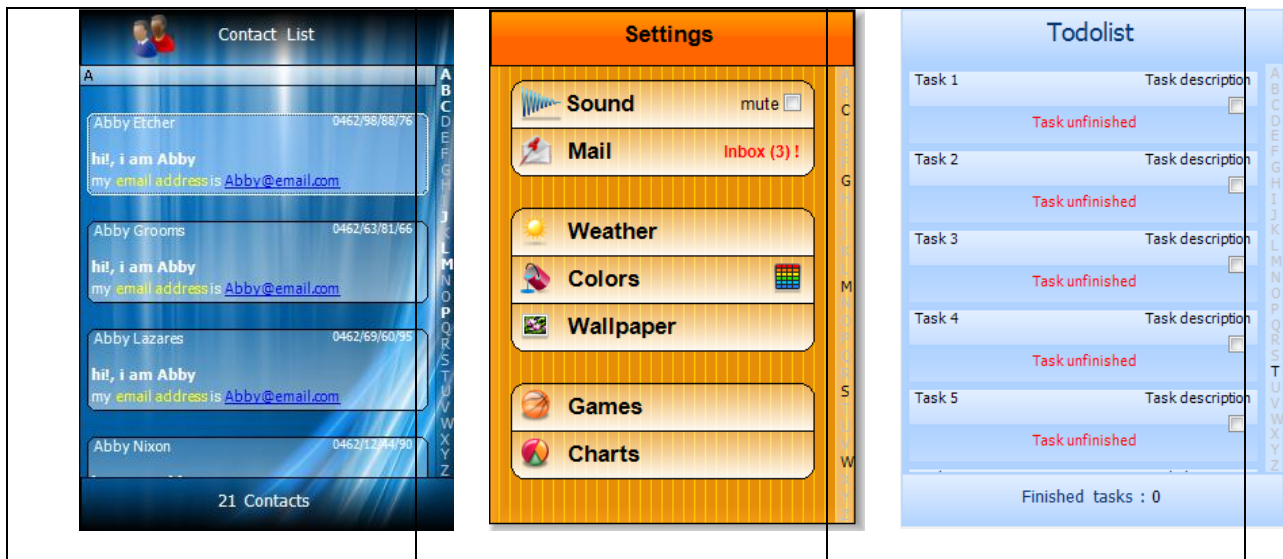 Contact List
A
Abby Etcher 0462/98/88/76
hi!, i am Abby
my email address is Abby@email.com
Abby Grooms 0462/63/81/66
hi!, i am Abby
my email address is Abby@email.com
Abby Lazares 0462/69/60/95
hi!, i am Abby
my email address is Abby@email.com
Abby Nixon 0462/12/44/90
21 Contacts
A
B
C
D
E
F
G
H
I
J
K
L
M
N
O
P
Q
R
S
T
U
V
W
X
Y
Z
Settings
Sound mute
Mail Inbox (3) !
Weather
Colors
Wallpaper
Games
Charts
C
G
M
S
W
Todolist
Task 1 Task description
Task unfinished
Task 2 Task description
Task unfinished
Task 3 Task description
Task unfinished
Task 4 Task description
Task unfinished
Task 5 Task description
Task unfinished
Finished tasks : 0
A
B
C
D
E
F
G
H
I
J
K
L
M
N
O
P
Q
R
S
T
U
V
W
X
Y
Z